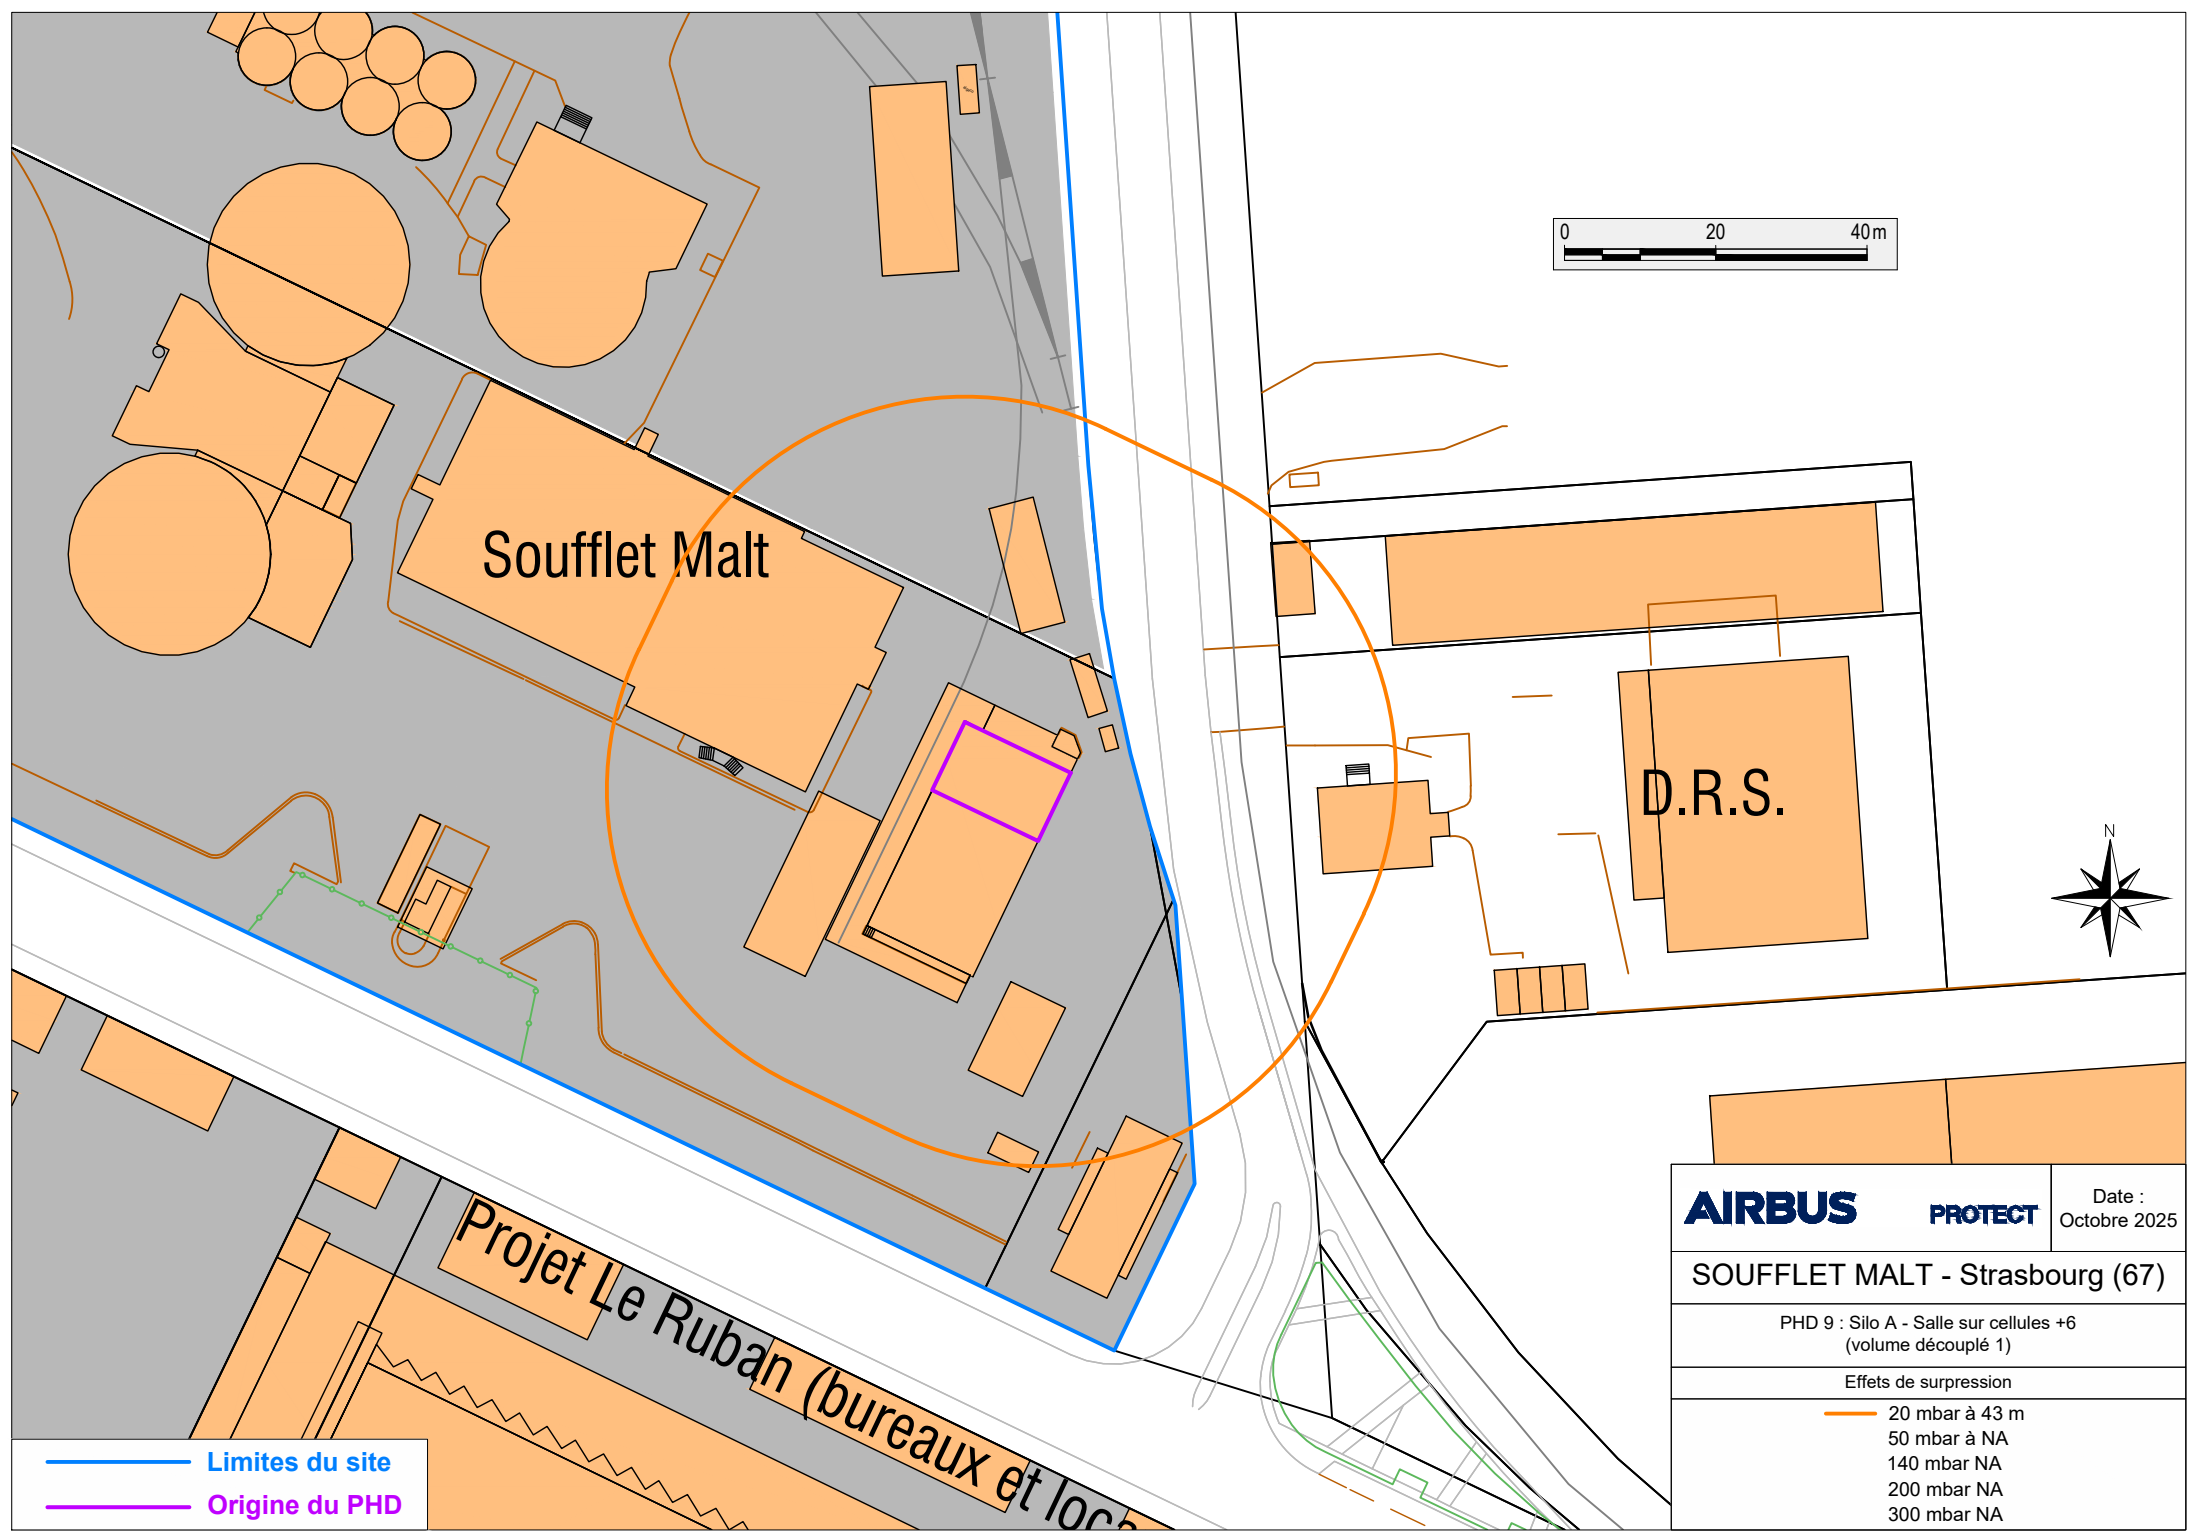 0 20 40m
Soufflet Malt
D.R.S.
N
Projet Le Ruban (bureaux et loca
AIRBUS PROTECT
Date :
Octobre 2025
SOUFFLET MALT - Strasbourg (67)
PHD 9 : Silo A - Salle sur cellules +6
(volume découplé 1)
Effets de surpression
20 mbar à 43 m
50 mbar à NA
140 mbar NA
200 mbar NA
300 mbar NA
Limites du site
Origine du PHD